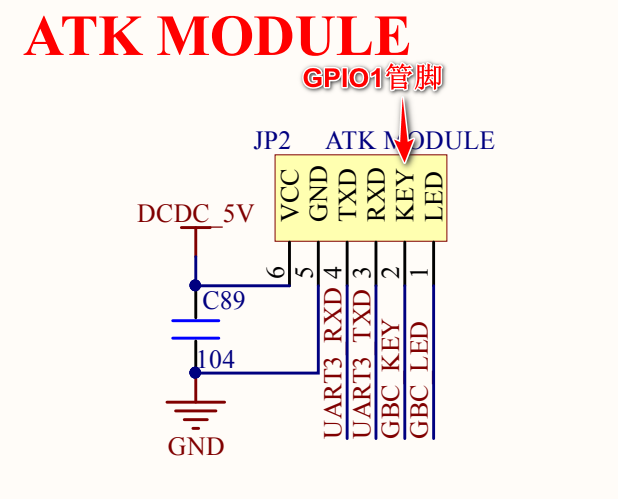 ATK MODULE
GPIO1管脚
JP2 ATK MODULE
VCC
GND
TXD
RXD
KEY
LED
DCDC_5V
6
5
4
3
2
1
C89
104
UART3_RXD
UART3_TXD
GBC_KEY
GBC_LED
GND